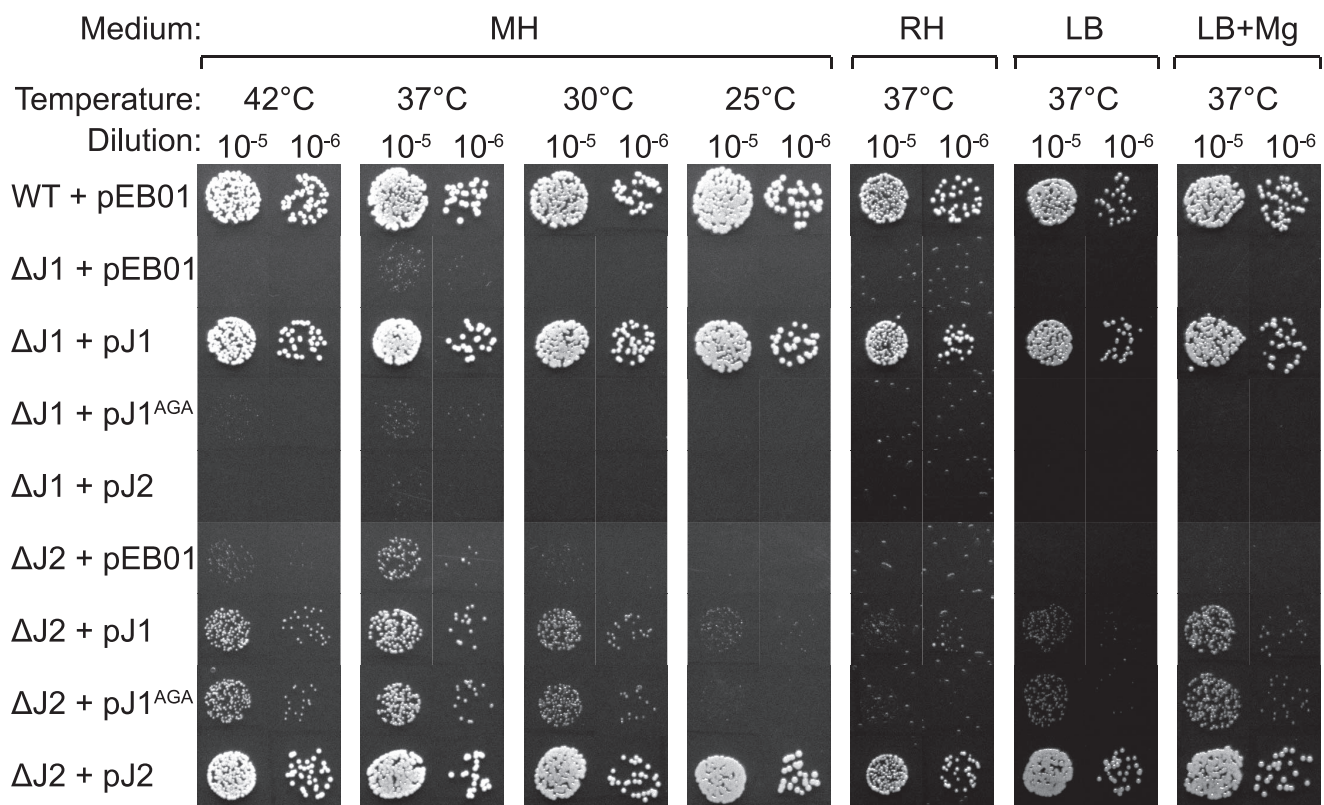 Medium: MH RH LB LB+Mg
Temperature: 42°C 37°C 30°C 25°C 37°C 37°C 37°C
Dilution: 10⁻⁵ 10⁻⁶ 10⁻⁵ 10⁻⁶ 10⁻⁵ 10⁻⁶ 10⁻⁵ 10⁻⁶ 10⁻⁵ 10⁻⁶ 10⁻⁵ 10⁻⁶ 10⁻⁵ 10⁻⁶
WT + pEB01
ΔJ1 + pEB01
ΔJ1 + pJ1
ΔJ1 + pJ1ᴬᴳᴬ
ΔJ1 + pJ2
ΔJ2 + pEB01
ΔJ2 + pJ1
ΔJ2 + pJ1ᴬᴳᴬ
ΔJ2 + pJ2